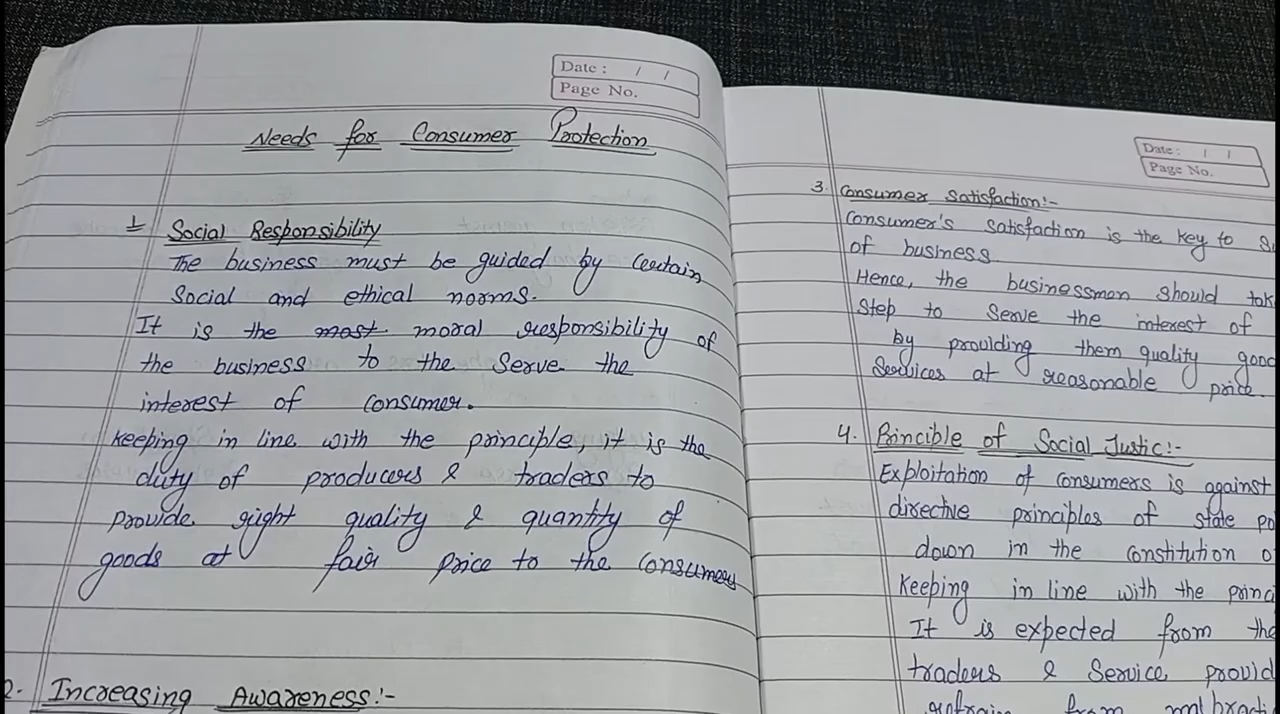 Date : / /
Page No.
Needs for Consumer Protection
1 Social Responsibility
The business must be guided by certain
Social and ethical norms.
It is the most moral responsibility of
the business to the Serve the
interest of consumer.
Keeping in line with the principle, it is the
duty of producers & traders to
provide right quality & quantity of
goods at fair price to the consumers
2. Increasing Awareness:-
Date : / /
Page No.
3. Consumer Satisfaction:-
Consumer's satisfaction is the key to
of business
Hence, the businessmen should
Step to Serve the interest of
by providing them quality
Services at reasonable price.
4. Principle of Social Justic:-
Exploitation of consumers is against
directive principles of state
down in the constitution
Keeping in line with the
It is expected from the
traders & Service
from